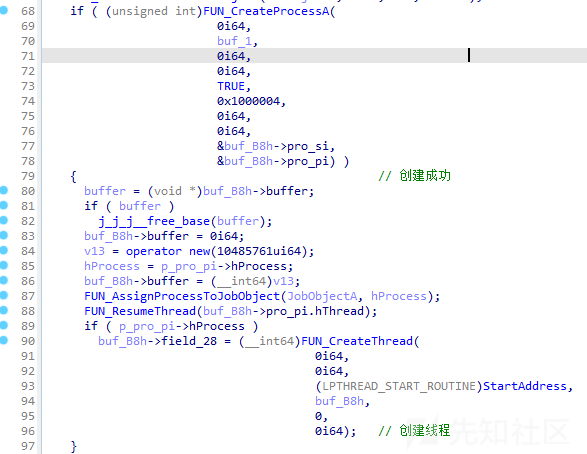 68 if ( (unsigned int)FUN_CreateProcessA(
69 0i64,
70 buf_1,
71 0i64,
72 0i64,
73 TRUE,
74 0x1000004,
75 0i64,
76 0i64,
77 &buf_B8h->pro_si,
78 &buf_B8h->pro_pi) )
79 { // 创建成功
80 buffer = (void *)buf_B8h->buffer;
81 if ( buffer )
82 j_j_j__free_base(buffer);
83 buf_B8h->buffer = 0i64;
84 v13 = operator new(10485761ui64);
85 hProcess = p_pro_pi->hProcess;
86 buf_B8h->buffer = (__int64)v13;
87 FUN_AssignProcessToJobObject(JobObjectA, hProcess);
88 FUN_ResumeThread(buf_B8h->pro_pi.hThread);
89 if ( p_pro_pi->hProcess )
90 buf_B8h->field_28 = (__int64)FUN_CreateThread(
91 0i64,
92 0i64,
93 (LPTHREAD_START_ROUTINE)StartAddress,
94 buf_B8h,
95 0,
96 0i64); // 创建线程
97 }
先知社区